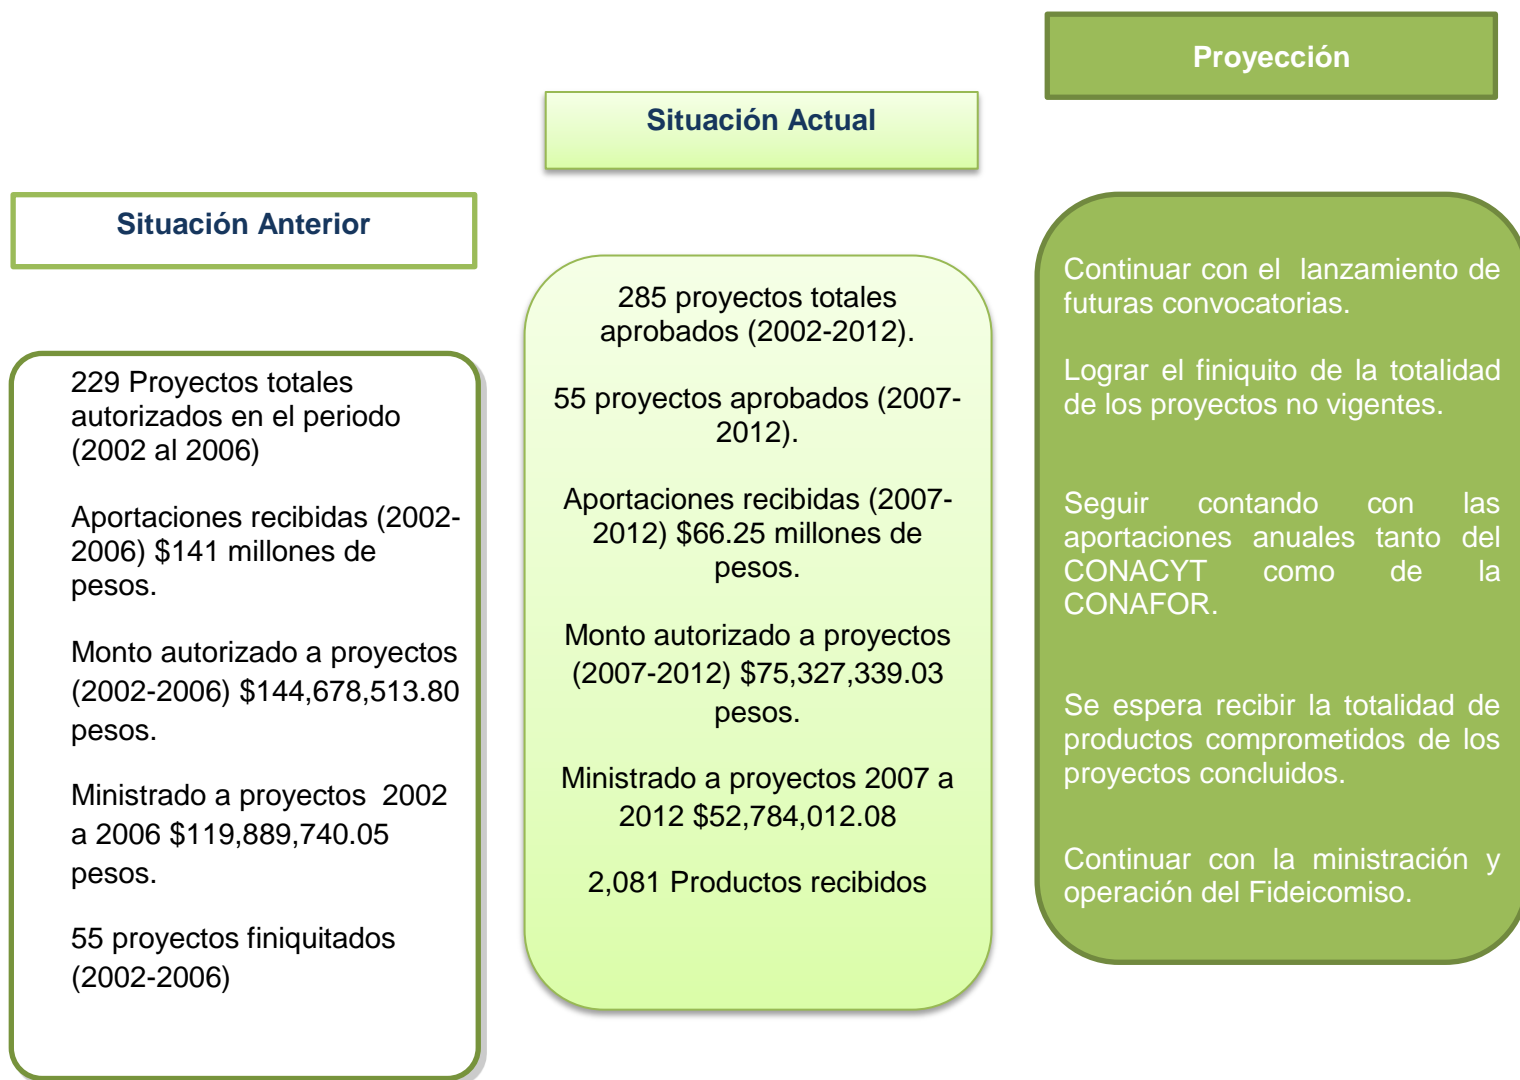 Situación Anterior
229 Proyectos totales
autorizados en el periodo
(2002 al 2006)
Aportaciones recibidas (2002-
2006) $141 millones de
pesos.
Monto autorizado a proyectos
(2002-2006) $144,678,513.80
pesos.
Ministrado a proyectos 2002
a 2006 $119,889,740.05
pesos.
55 proyectos finiquitados
(2002-2006)
Situación Actual
285 proyectos totales
aprobados (2002-2012).
55 proyectos aprobados (2007-
2012).
Aportaciones recibidas (2007-
2012) $66.25 millones de
pesos.
Monto autorizado a proyectos
(2007-2012) $75,327,339.03
pesos.
Ministrado a proyectos 2007 a
2012 $52,784,012.08
2,081 Productos recibidos
Proyección
Continuar con el lanzamiento de
futuras convocatorias.
Lograr el finiquito de la totalidad
de los proyectos no vigentes.
Seguir contando con las
aportaciones anuales tanto del
CONACYT como de la
CONAFOR.
Se espera recibir la totalidad de
productos comprometidos de los
proyectos concluidos.
Continuar con la ministración y
operación del Fideicomiso.